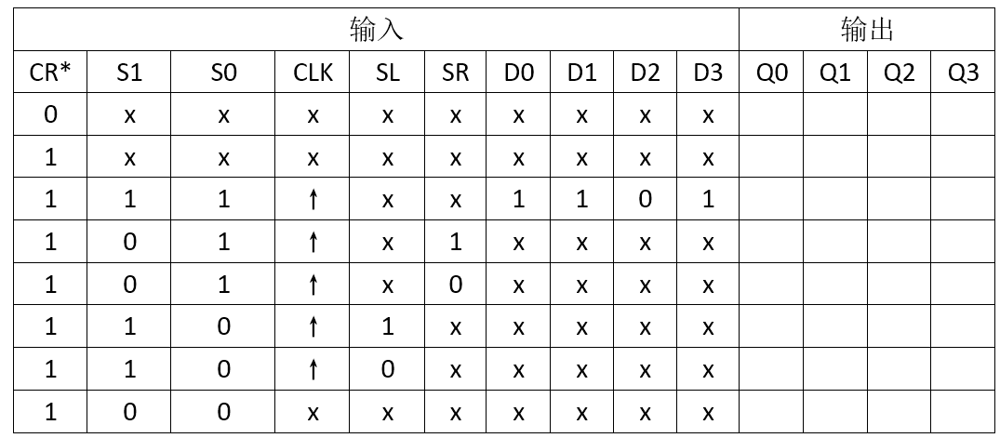 输入 输出
CR* S1 S0 CLK SL SR D0 D1 D2 D3 Q0 Q1 Q2 Q3
0 x x x x x x x x x
1 x x x x x x x x x
1 1 1 ↑ x x 1 1 0 1
1 0 1 ↑ x 1 x x x x
1 0 1 ↑ x 0 x x x x
1 1 0 ↑ 1 x x x x x
1 1 0 ↑ 0 x x x x x
1 0 0 x x x x x x x